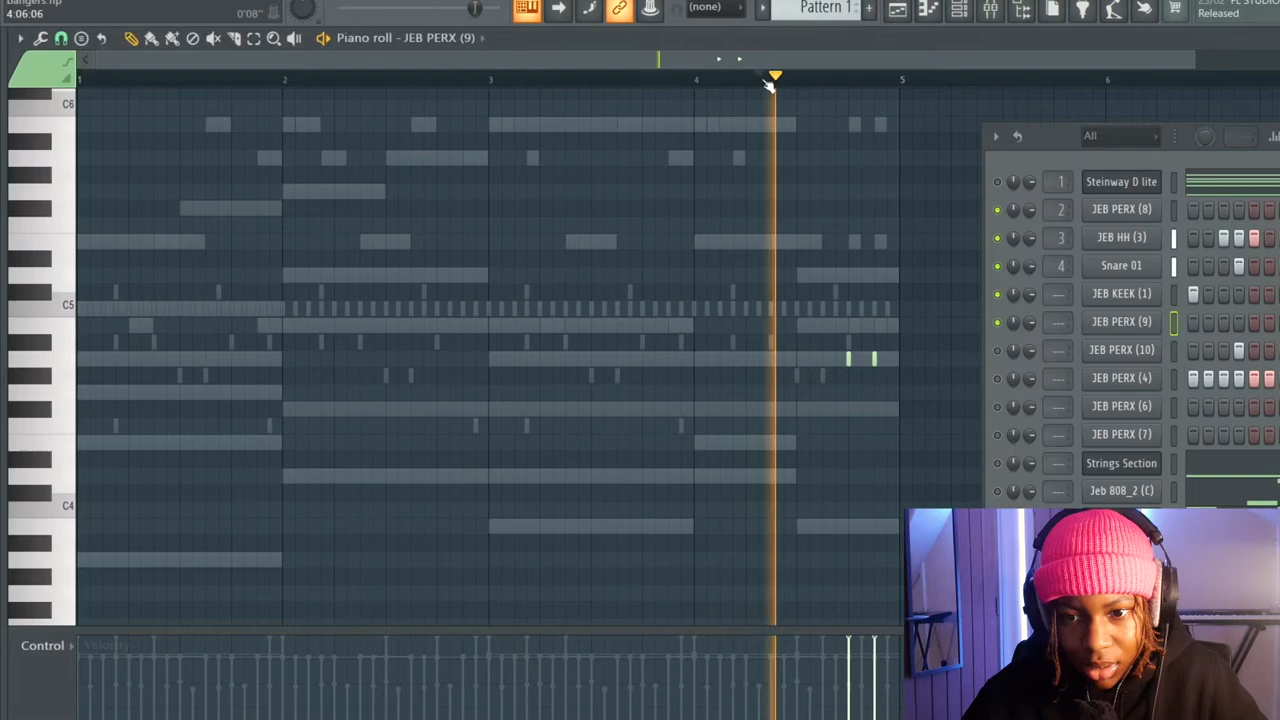 bangers.flp
4:06:06
0'08"
(none)
Pattern 1
Released
Piano roll - JEB PERX (9)
1
2
3
4
5
6
C6
C5
C4
All
1 Steinway D lite
2 JEB PERX (8)
3 JEB HH (3)
4 Snare 01
--- JEB KEEK (1)
--- JEB PERX (9)
--- JEB PERX (10)
--- JEB PERX (4)
--- JEB PERX (6)
--- JEB PERX (7)
--- Strings Section
--- Jeb 808_2 (C)
Control
Velocity